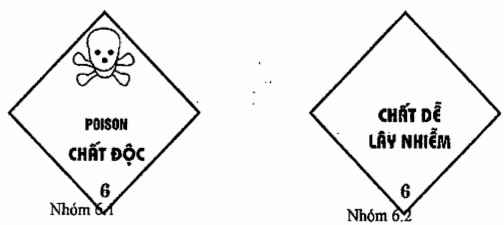 POISON
CHẤT ĐỘC
6
Nhóm 6.1
CHẤT DỄ
LÂY NHIỄM
6
Nhóm 6.2